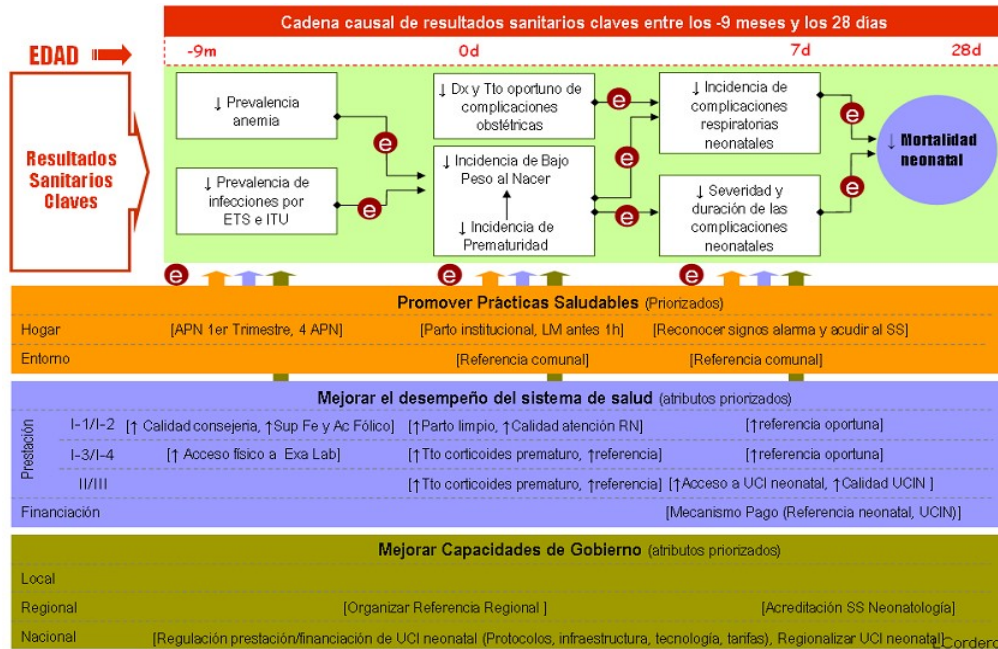 Cadena causal de resultados sanitarios claves entre los -9 meses y los 28 días
EDAD
-9m
0d
7d
28d
Resultados
Sanitarios
Claves
↓ Prevalencia
anemia
↓ Prevalencia de
infecciones por
ETS e ITU
↓ Dx y Tto oportuno de
complicaciones
obstétricas
↓ Incidencia de Bajo
Peso al Nacer
↓ Incidencia de
Prematuridad
↓ Incidencia de
complicaciones
respiratorias
neonatales
↓ Severidad y
duración de las
complicaciones
neonatales
↓ Mortalidad
neonatal
e
e
e
e
e
e
e
e
e
e
Promover Prácticas Saludables (Priorizados)
Hogar
[APN 1er Trimestre, 4 APN]
[Parto institucional, LM antes 1h]
[Reconocer signos alarma y acudir al SS]
Entorno
[Referencia comunal]
[Referencia comunal]
Mejorar el desempeño del sistema de salud (atributos priorizados)
Prestación
I-1/I-2
[↑ Calidad consejeria, ↑Sup Fe y Ac Fólico]
[↑Parto limpio, ↑Calidad atención RN]
[↑referencia oportuna]
I-3/I-4
[↑ Acceso físico a Exa Lab]
[↑Tto corticoides prematuro, ↑referencia]
[↑referencia oportuna]
II/III
[↑Tto corticoides prematuro, ↑referencia]
[↑Acceso a UCI neonatal, ↑Calidad UCIN ]
Financiación
[Mecanismo Pago (Referencia neonatal, UCIN)]
Mejorar Capacidades de Gobierno (atributos priorizados)
Local
Regional
[Organizar Referencia Regional ]
[Acreditación SS Neonatología]
Nacional
[Regulación prestación/financiación de UCI neonatal (Protocolos, infraestructura, tecnología, tarifas), Regionalizar UCI neonatal]
LCordero